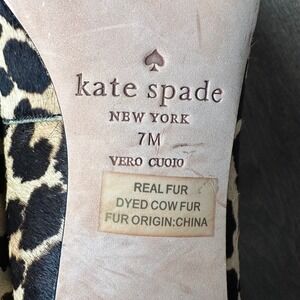 kate spade
NEW YORK
7M
VERO CUOIO
REAL FUR
DYED COW FUR
FUR ORIGIN:CHINA